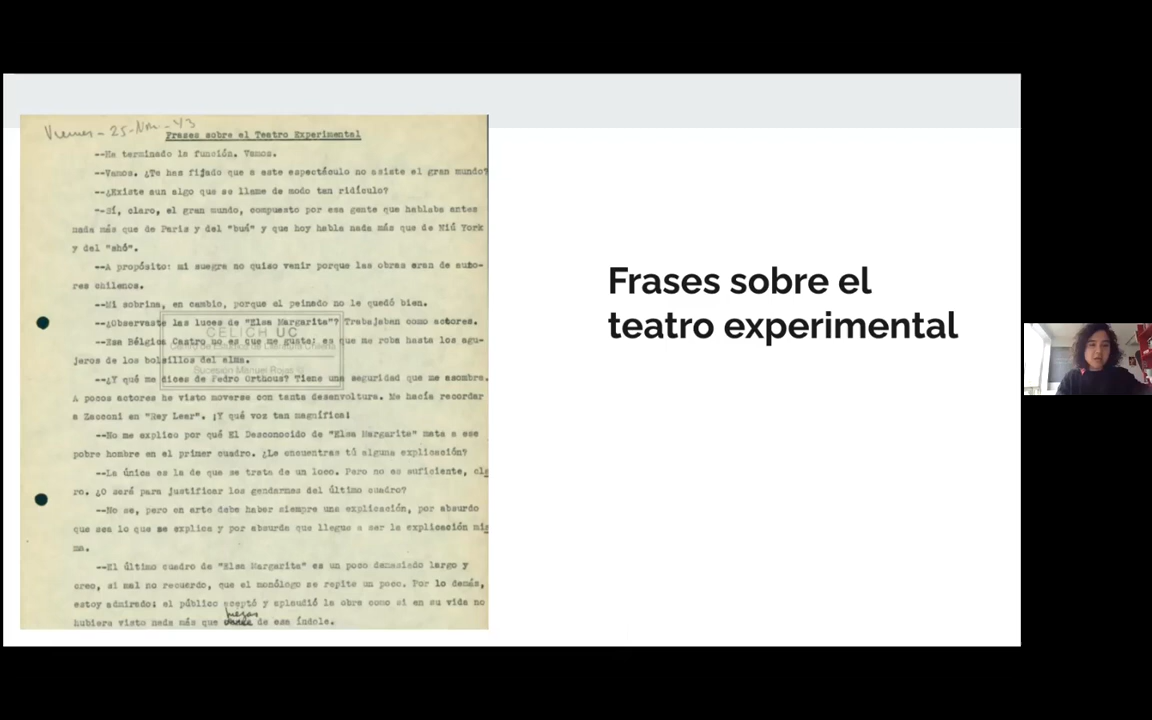 Viernes - 25-Nov - 43
Frases sobre el Teatro Experimental
--Ha terminado la función. Vamos.
--Vamos. ¿Te has fijado que a este espectáculo no asiste el gran mundo?
--¿Existe aun algo que se llame de modo tan ridículo?
--Sí, claro, el gran mundo, compuesto por esa gente que hablaba antes
nada más que de Paris y del "buá" y que hoy habla nada más que de Niú York
y del "shó".
--A propósito: mi suegra no quiso venir porque las obras eran de auto-
res chilenos.
--Mi sobrina, en cambio, porque el peinado no le quedó bien.
--¿Observaste las luces de "Elsa Margarita"? Trabajaban como actores.
--Esa Bélgica Castro no es que me guste: es que me roba hasta los agu-
jeros de los bolsillos del alma.
--¿Y qué me dices de Pedro Orthous? Tiene una seguridad que me asombra.
A pocos actores he visto moverse con tanta desenvoltura. Me hacía recordar
a Zacconi en "Rey Lear". ¡Y qué voz tan magnífica!
--No me explico por qué El Desconocido de "Elsa Margarita" mata a ese
pobre hombre en el primer cuadro. ¿Le encuentras tú alguna explicación?
--La única es la de que se trata de un loco. Pero no es suficiente, cla
ro. ¿O será para justificar los gendarmes del último cuadro?
--No se, pero en arte debe haber siempre una explicación, por absurdo
que sea lo que se explica y por absurda que llegue a ser la explicación mis
ma.
--El último cuadro de "Elsa Margarita" es un poco demasiado largo y
creo, si mal no recuerdo, que el monólogo se repite un poco. Por lo demás,
estoy admirado: el público aceptó y aplaudió la obra como si en su vida no
hubiera visto nada más que piezas de esa índole.
CELICH UC
Centro de Estudios de Literatura Chilena
Sucesión Manuel Rojas ©
Frases sobre el
teatro experimental